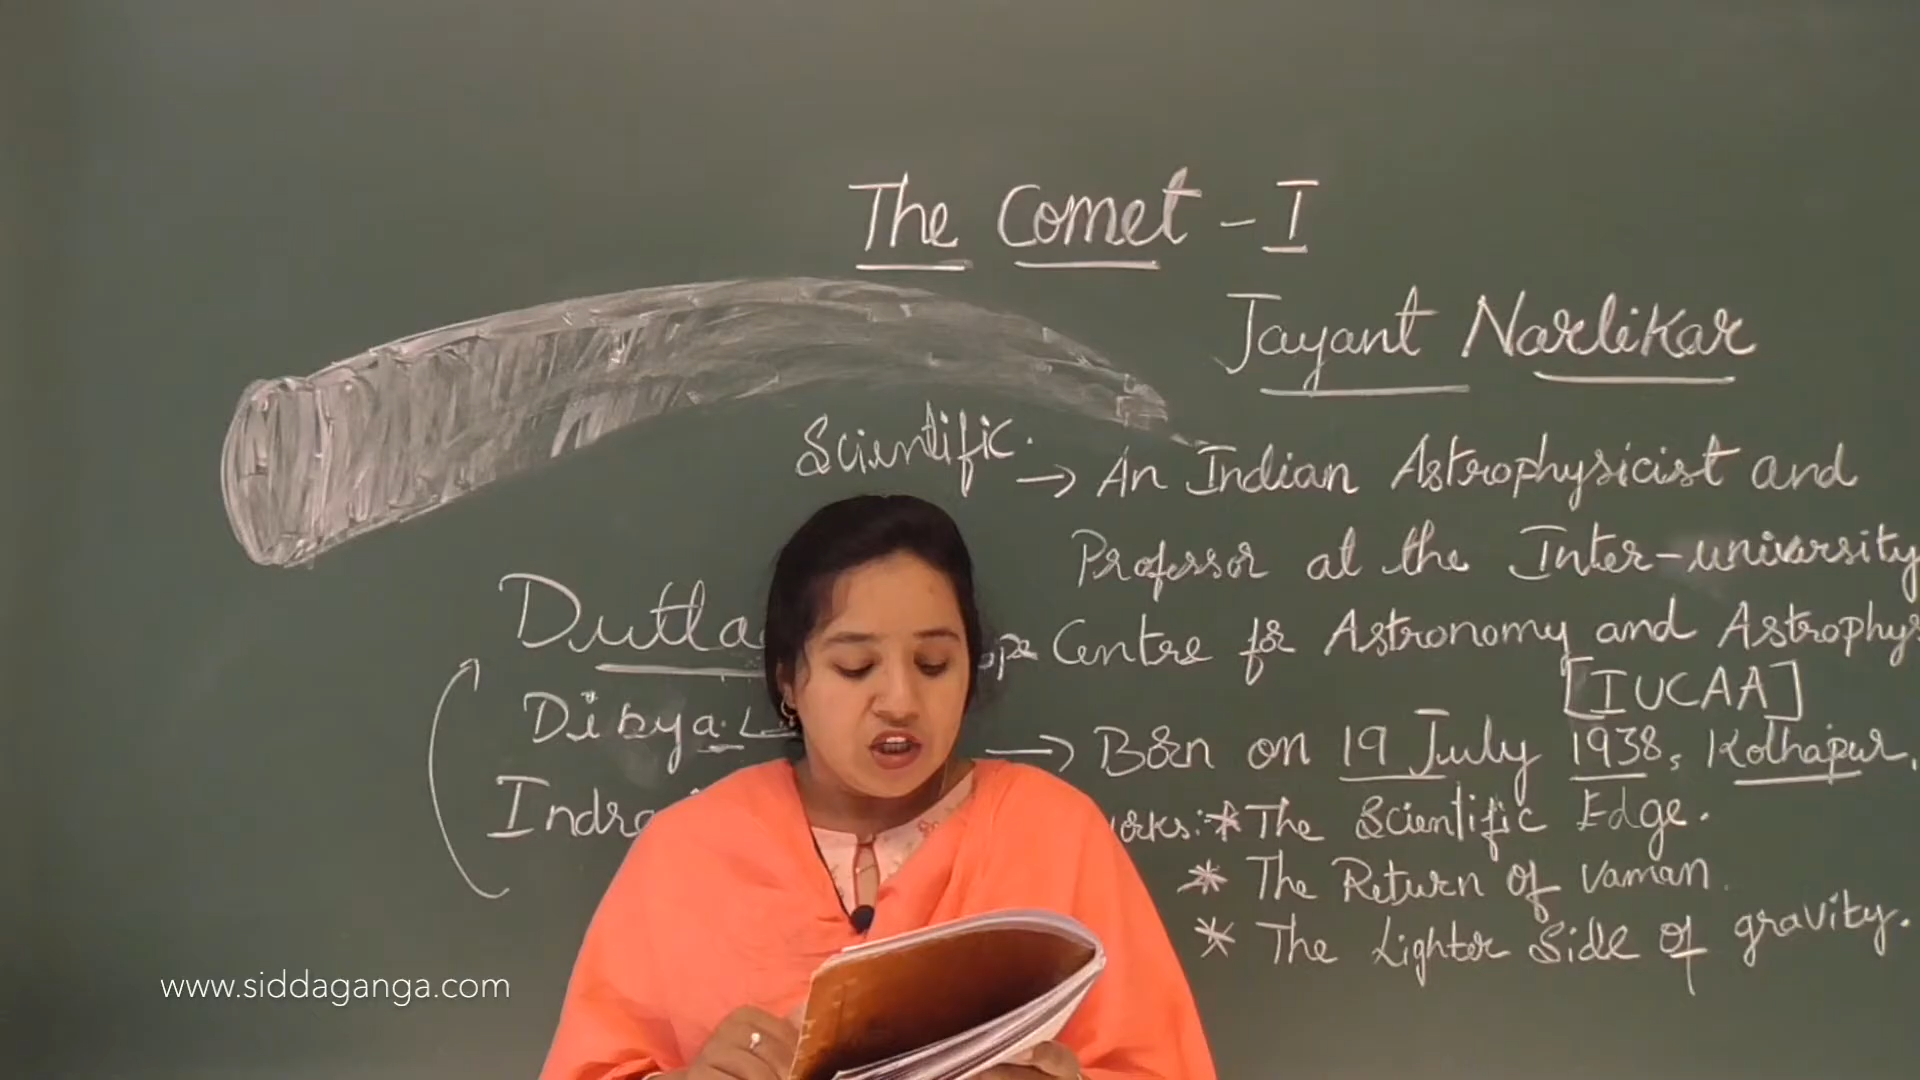 The Comet - I
Jayant Narlikar
Scientific.
→ An Indian Astrophysicist and
Professor at the Inter-university
Centre for Astronomy and Astrophys
[IUCAA]
Dutta
Dibya
Indra
→ Born on 19 July 1938, Kolhapur.
orks: * The Scientific Edge.
* The Return of Vaman.
* The Lighter Side of gravity.
www.siddaganga.com